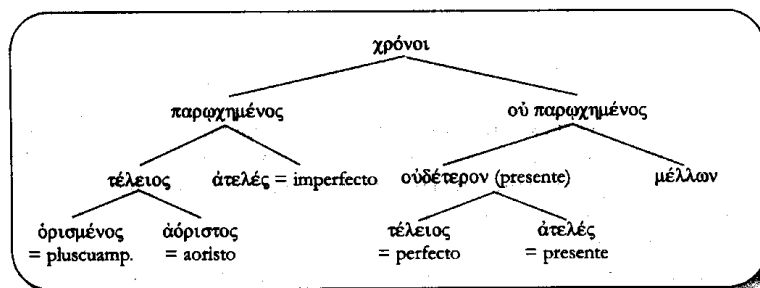 χρόνοι
παρῳχημένος οὐ παρῳχημένος
τέλειος ἀτελές = imperfecto οὐδέτερον (presente) μέλλων
ὁρισμένος ἀόριστος τέλειος ἀτελές
= pluscuamp. = aoristo = perfecto = presente